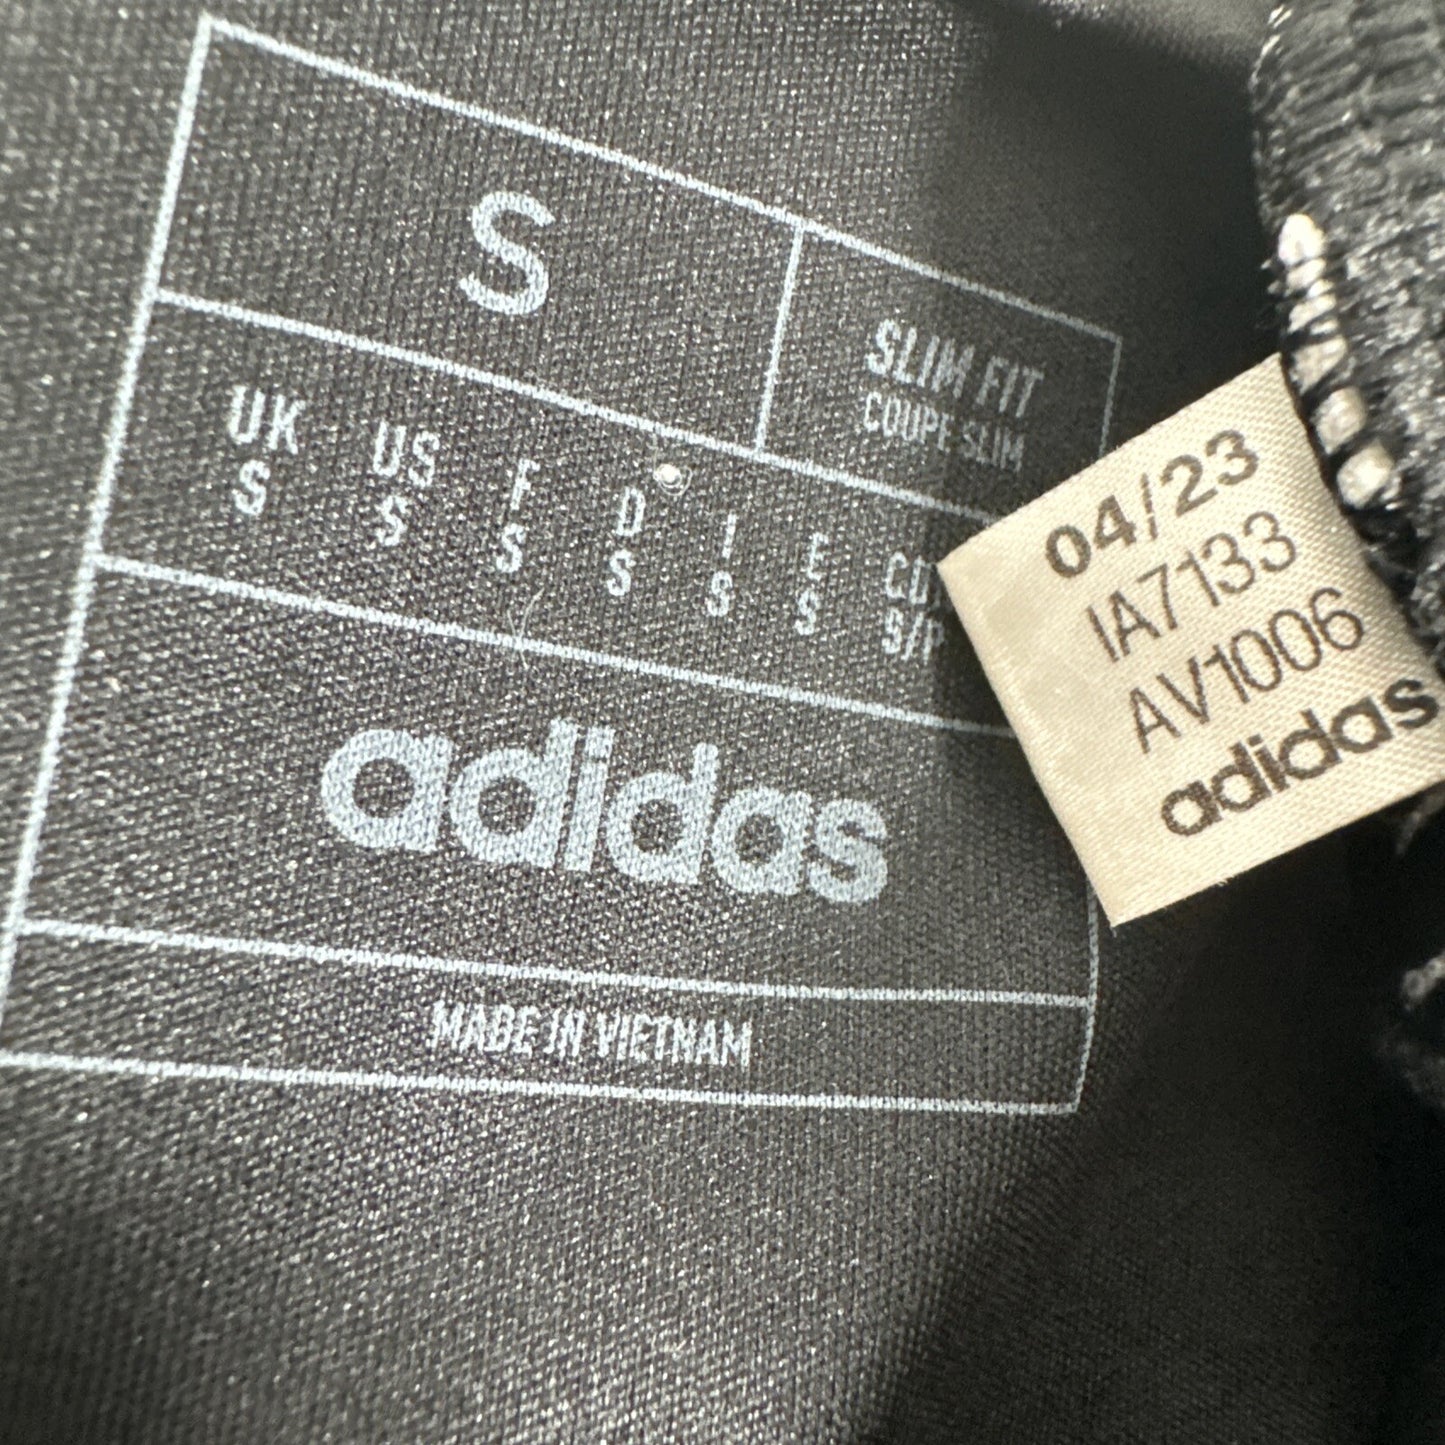 S
SLIM FIT
COUPE SLIM
UK US F D I E
S S S S S S S/P
adidas
MADE IN VIETNAM
04/23
IA7133
AV1006
adidas